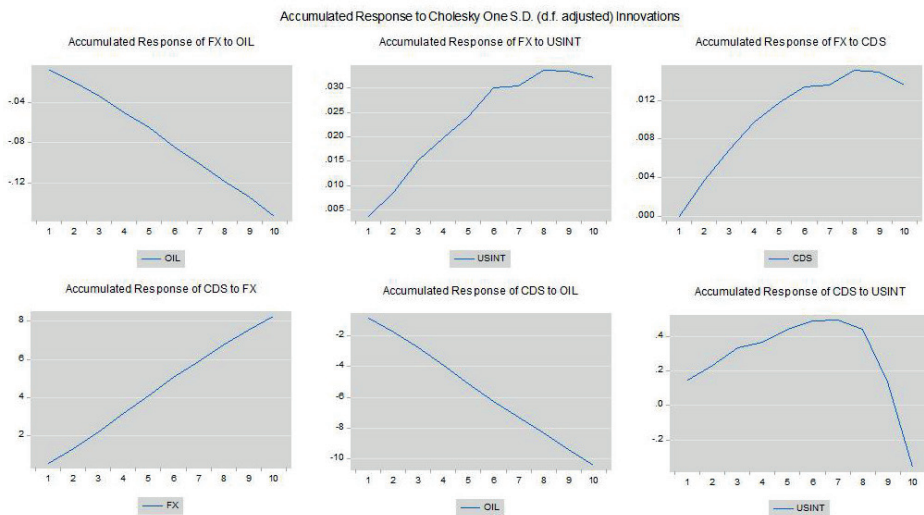 Accumulated Response to Cholesky One S.D. (d.f. adjusted) Innovations
Accumulated Response of FX to OIL
-.04
-.08
-.12
1 2 3 4 5 6 7 8 9 10
OIL
Accumulated Response of FX to USINT
.030
.025
.020
.015
.010
.005
1 2 3 4 5 6 7 8 9 10
USINT
Accumulated Response of FX to CDS
.012
.008
.004
.000
1 2 3 4 5 6 7 8 9 10
CDS
Accumulated Response of CDS to FX
8
6
4
2
1 2 3 4 5 6 7 8 9 10
FX
Accumulated Response of CDS to OIL
-2
-4
-6
-8
-10
1 2 3 4 5 6 7 8 9 10
OIL
Accumulated Response of CDS to USINT
.4
.2
.0
-.2
1 2 3 4 5 6 7 8 9 10
USINT